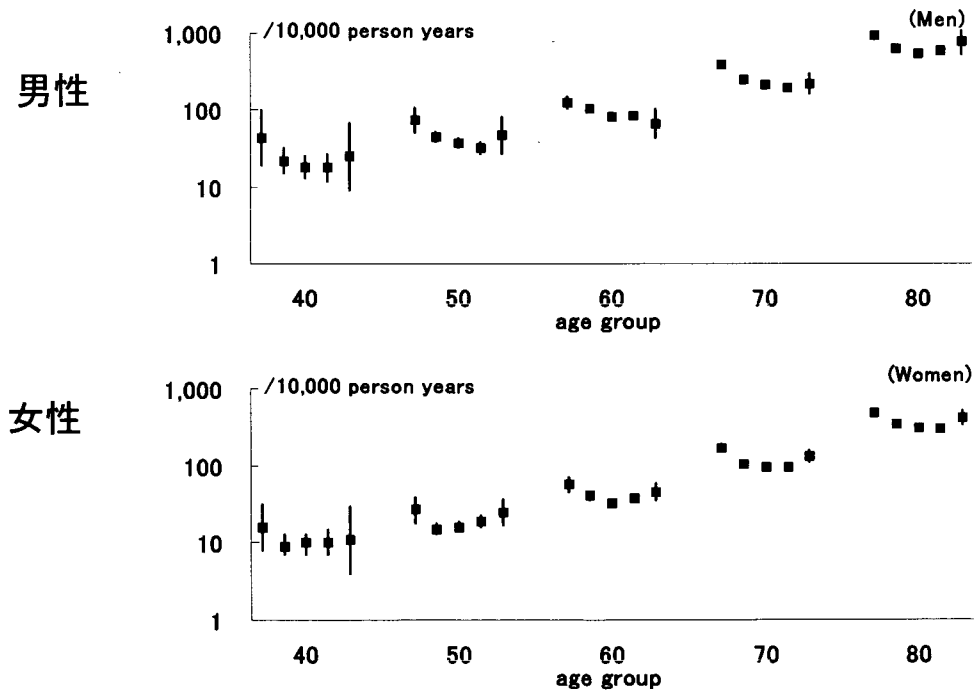 (Men)
1,000 /10,000 person years
男性
100
10
1
40 50 60 70 80
age group
(Women)
1,000 /10,000 person years
女性
100
10
1
40 50 60 70 80
age group